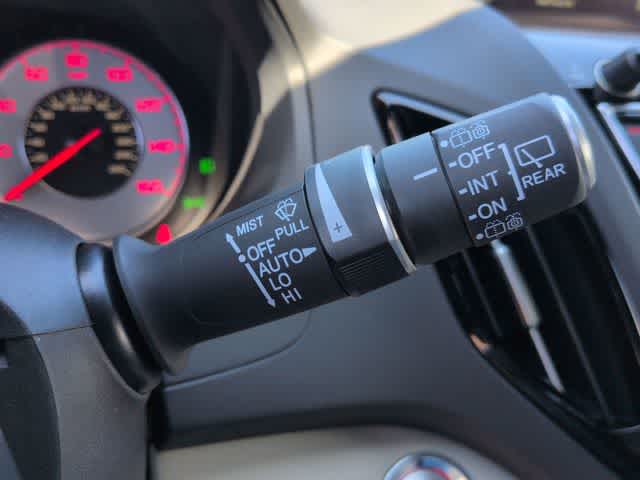 MIST
OFF PULL
AUTO
LO
HI
+
OFF
INT
ON
REAR